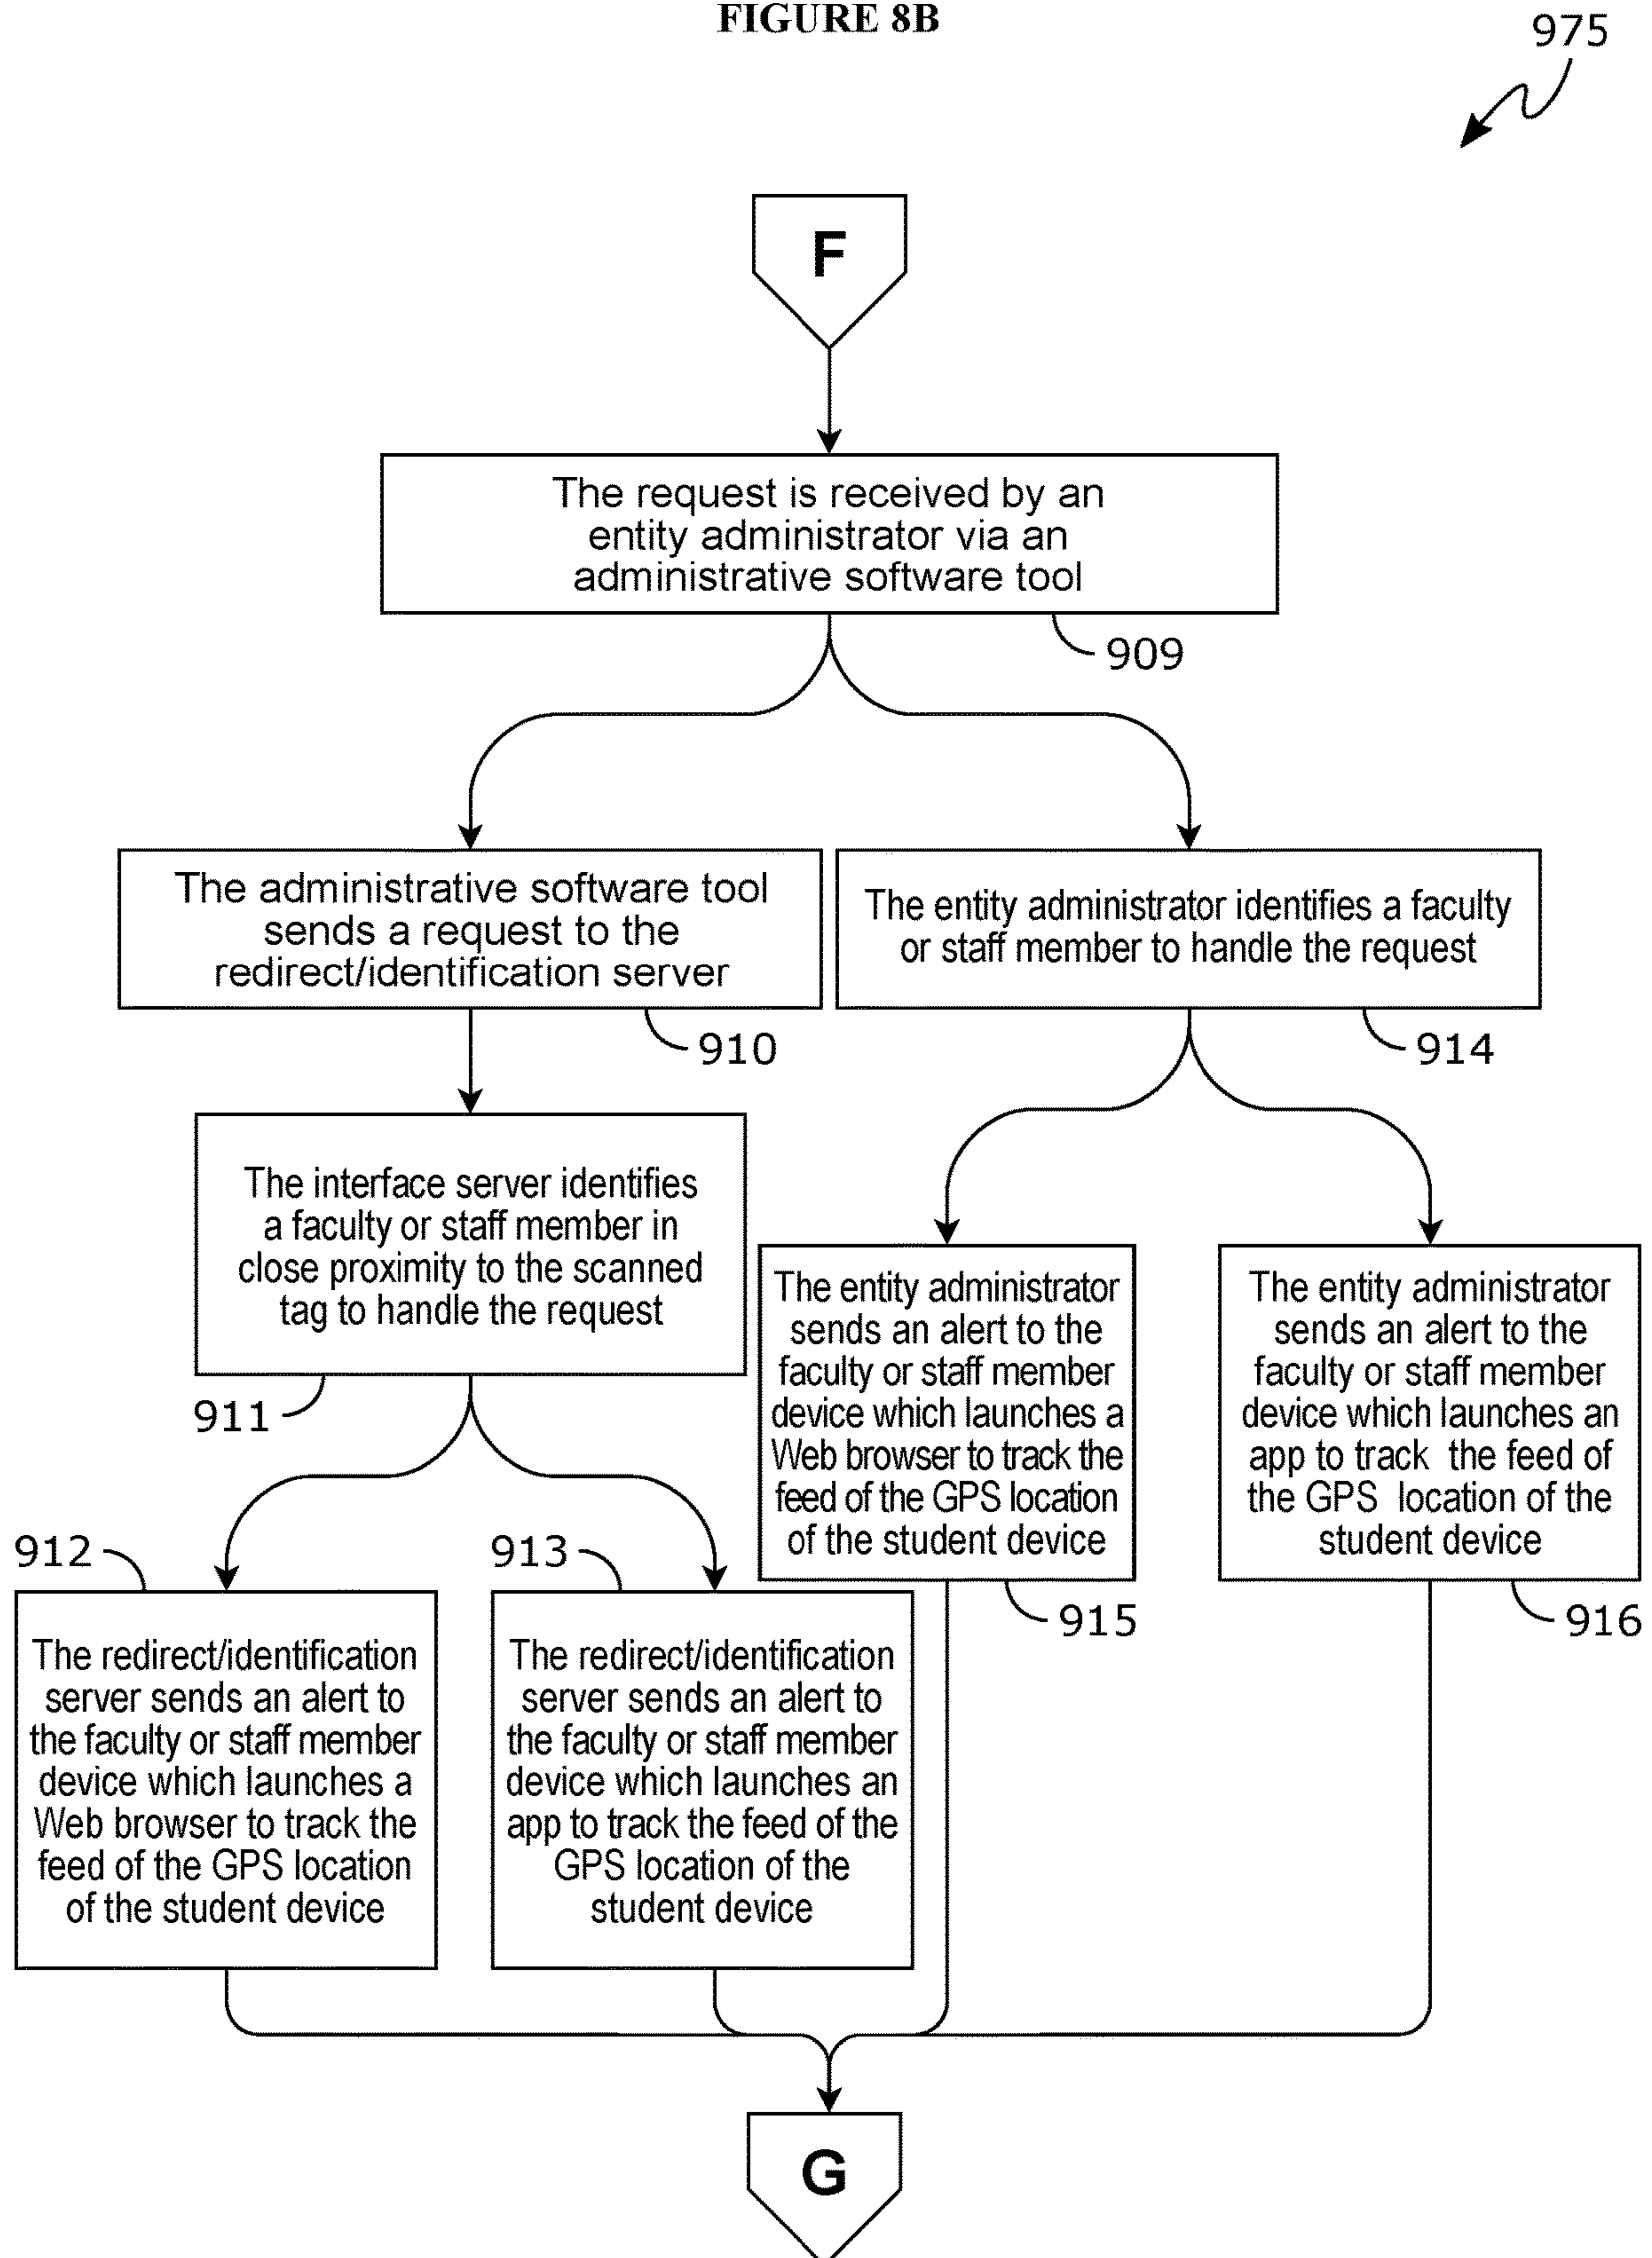 FIGURE 8B
975
F
The request is received by an
entity administrator via an
administrative software tool
909
The administrative software tool
sends a request to the
redirect/identification server
910
The entity administrator identifies a faculty
or staff member to handle the request
914
The interface server identifies
a faculty or staff member in
close proximity to the scanned
tag to handle the request
911
The entity administrator
sends an alert to the
faculty or staff member
device which launches a
Web browser to track the
feed of the GPS location
of the student device
915
The entity administrator
sends an alert to the
faculty or staff member
device which launches an
app to track the feed of
the GPS location of the
student device
916
912
The redirect/identification
server sends an alert to
the faculty or staff member
device which launches a
Web browser to track the
feed of the GPS location
of the student device
913
The redirect/identification
server sends an alert to
the faculty or staff member
device which launches an
app to track the feed of the
GPS location of the
student device
G